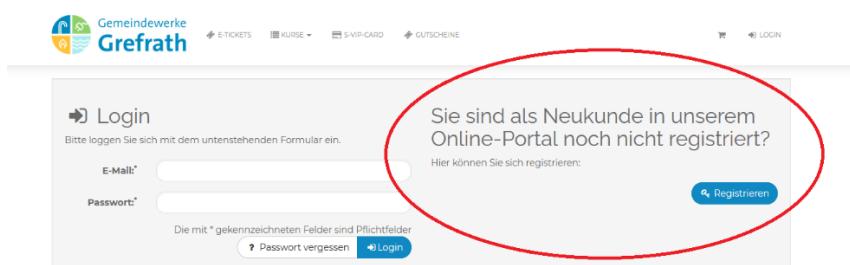 Gemeindewerke
Grefrath
E-TICKETS KURSE S-VIP-CARD GUTSCHEINE LOGIN
Login
Bitte loggen Sie sich mit dem untenstehenden Formular ein.
E-Mail:*
Passwort:*
Die mit * gekennzeichneten Felder sind Pflichtfelder
? Passwort vergessen Login
Sie sind als Neukunde in unserem
Online-Portal noch nicht registriert?
Hier können Sie sich registrieren:
Registrieren